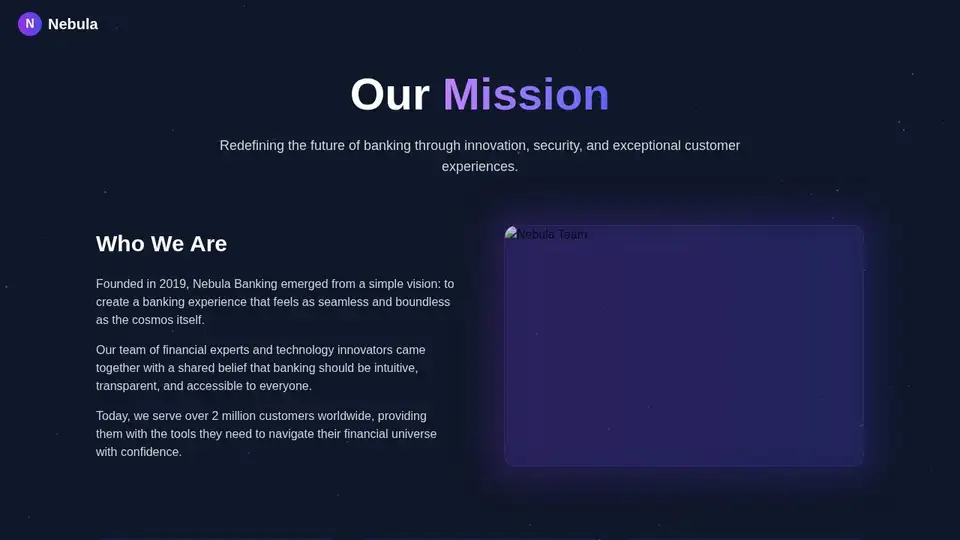 N Nebula
Our Mission
Redefining the future of banking through innovation, security, and exceptional customer
experiences.
Who We Are
Founded in 2019, Nebula Banking emerged from a simple vision: to
create a banking experience that feels as seamless and boundless
as the cosmos itself.
Our team of financial experts and technology innovators came
together with a shared belief that banking should be intuitive,
transparent, and accessible to everyone.
Today, we serve over 2 million customers worldwide, providing
them with the tools they need to navigate their financial universe
with confidence.
Nebula Team